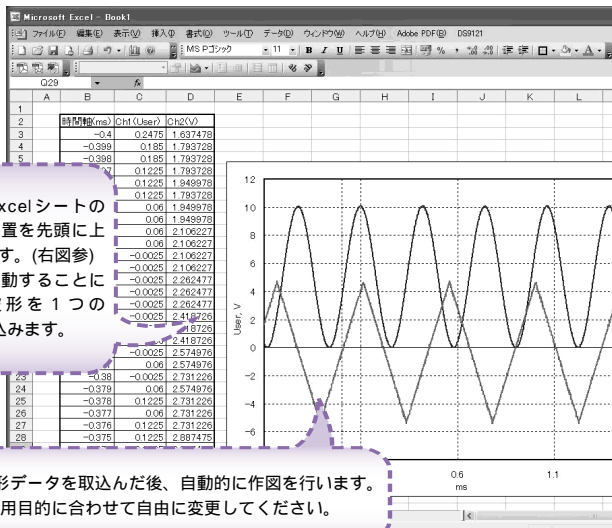 Microsoft Excel - Book1
ファイル(F) 編集(E) 表示(V) 挿入(I) 書式(O) ツール(T) データ(D) ウィンドウ(W) ヘルプ(H) Adobe PDF(B) DS9121
MS Pゴシック 11 B I U
Q29 fx
A B C D E F G H I J K L
1
2 時間軸(ms) Ch1(User) Ch2(V)
3 -0.4 0.2475 1.637478
4 -0.399 0.185 1.793728
5 -0.398 0.185 1.793728
0.1225 1.793728
0.1225 1.949978
0.1225 1.793728
0.06 1.949978
0.06 1.949978
0.06 2.106227
0.06 2.106227
-0.0025 2.106227
-0.0025 2.106227
-0.0025 2.262477
-0.0025 2.262477
-0.0025 2.262477
-0.0025 2.418726
2.418726
-0.0025 2.574976
0.06 2.574976
23 -0.38 -0.0025 2.731226
24 -0.379 0.06 2.574976
25 -0.378 0.1225 2.731226
26 -0.377 0.06 2.731226
27 -0.376 0.1225 2.731226
28 -0.375 0.1225 2.887475
xcelシートの
置を先頭に上
す。(右図参)
動することに
形を1つの
込みます。
12
10
8
6
4
2
0
-2
-4
-6
User, V
0.6 1.1
ms
形データを取込んだ後、自動的に作図を行います。
用目的に合わせて自由に変更してください。